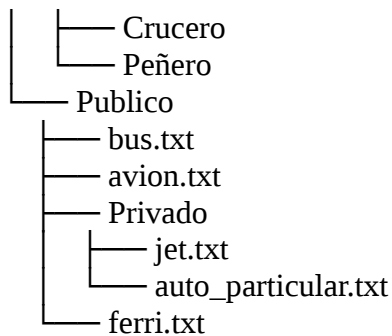 Crucero
Peñero
Publico
bus.txt
avion.txt
Privado
jet.txt
auto_particular.txt
ferri.txt